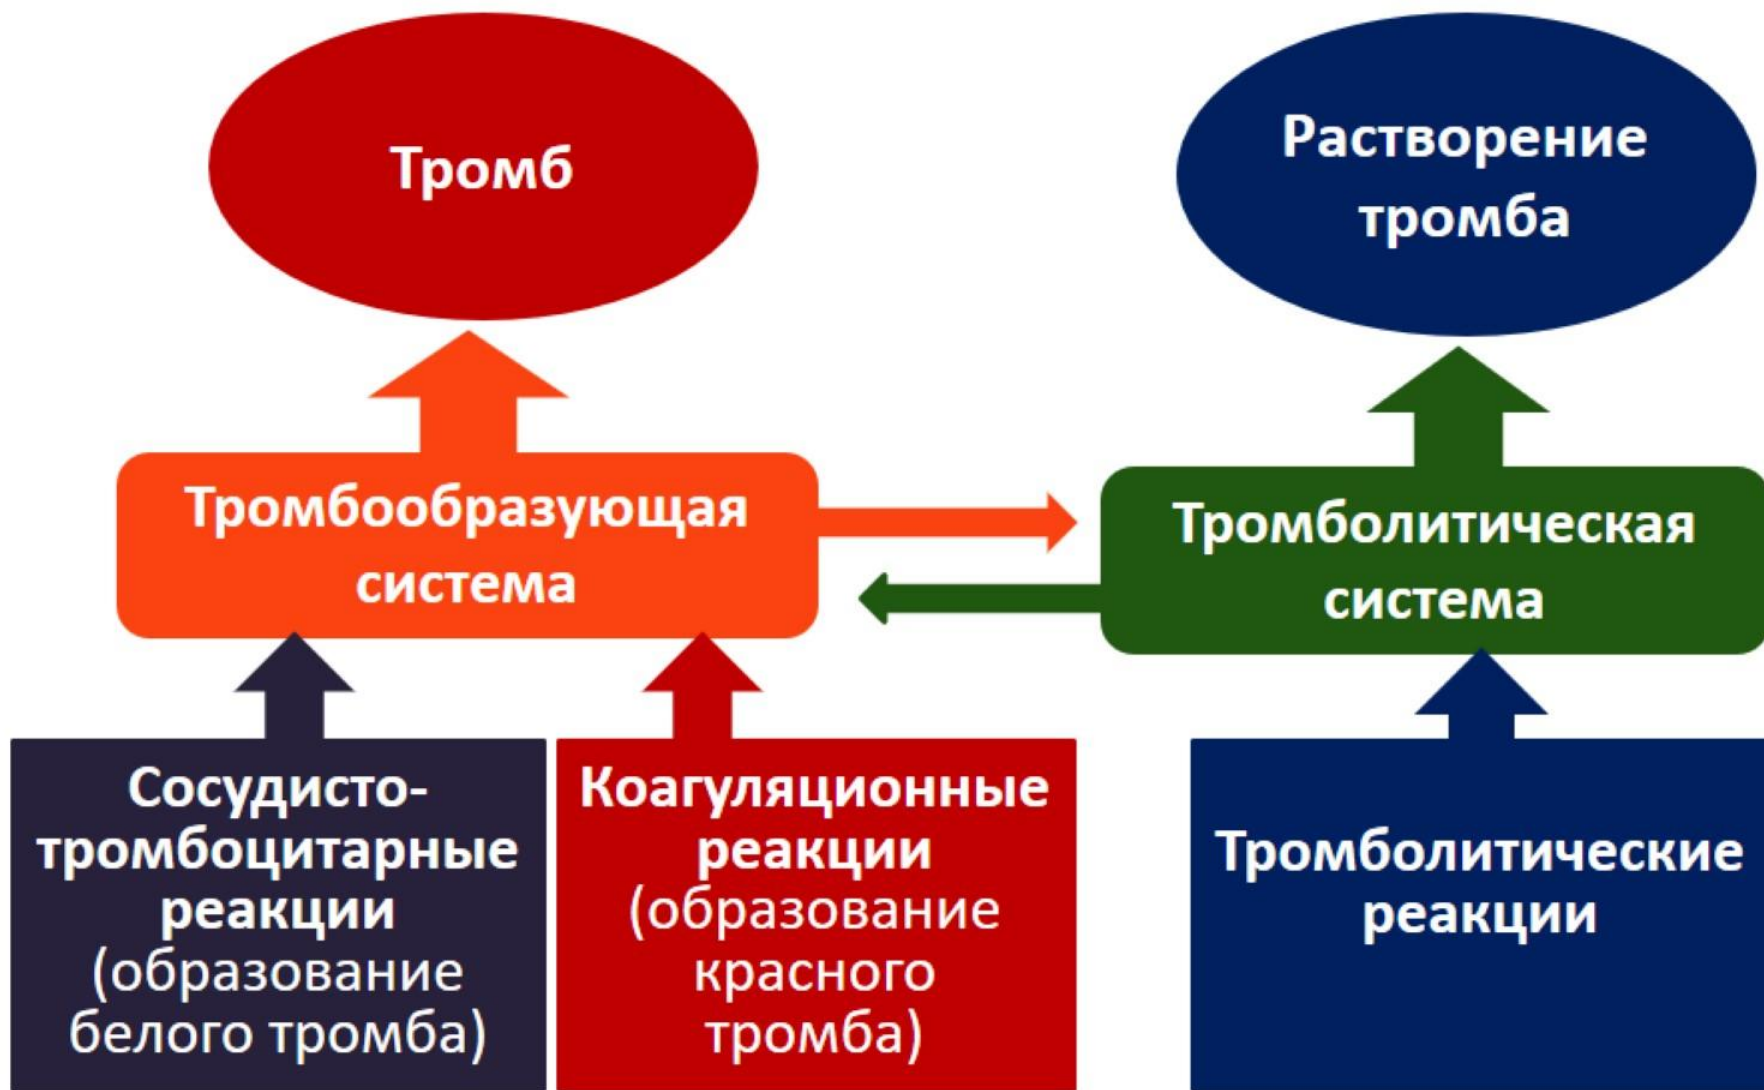 Тромб
Растворение
тромба
Тромбообразующая
система
Тромболитическая
система
Сосудисто-
тромбоцитарные
реакции
(образование
белого тромба)
Коагуляционные
реакции
(образование
красного
тромба)
Тромболитические
реакции